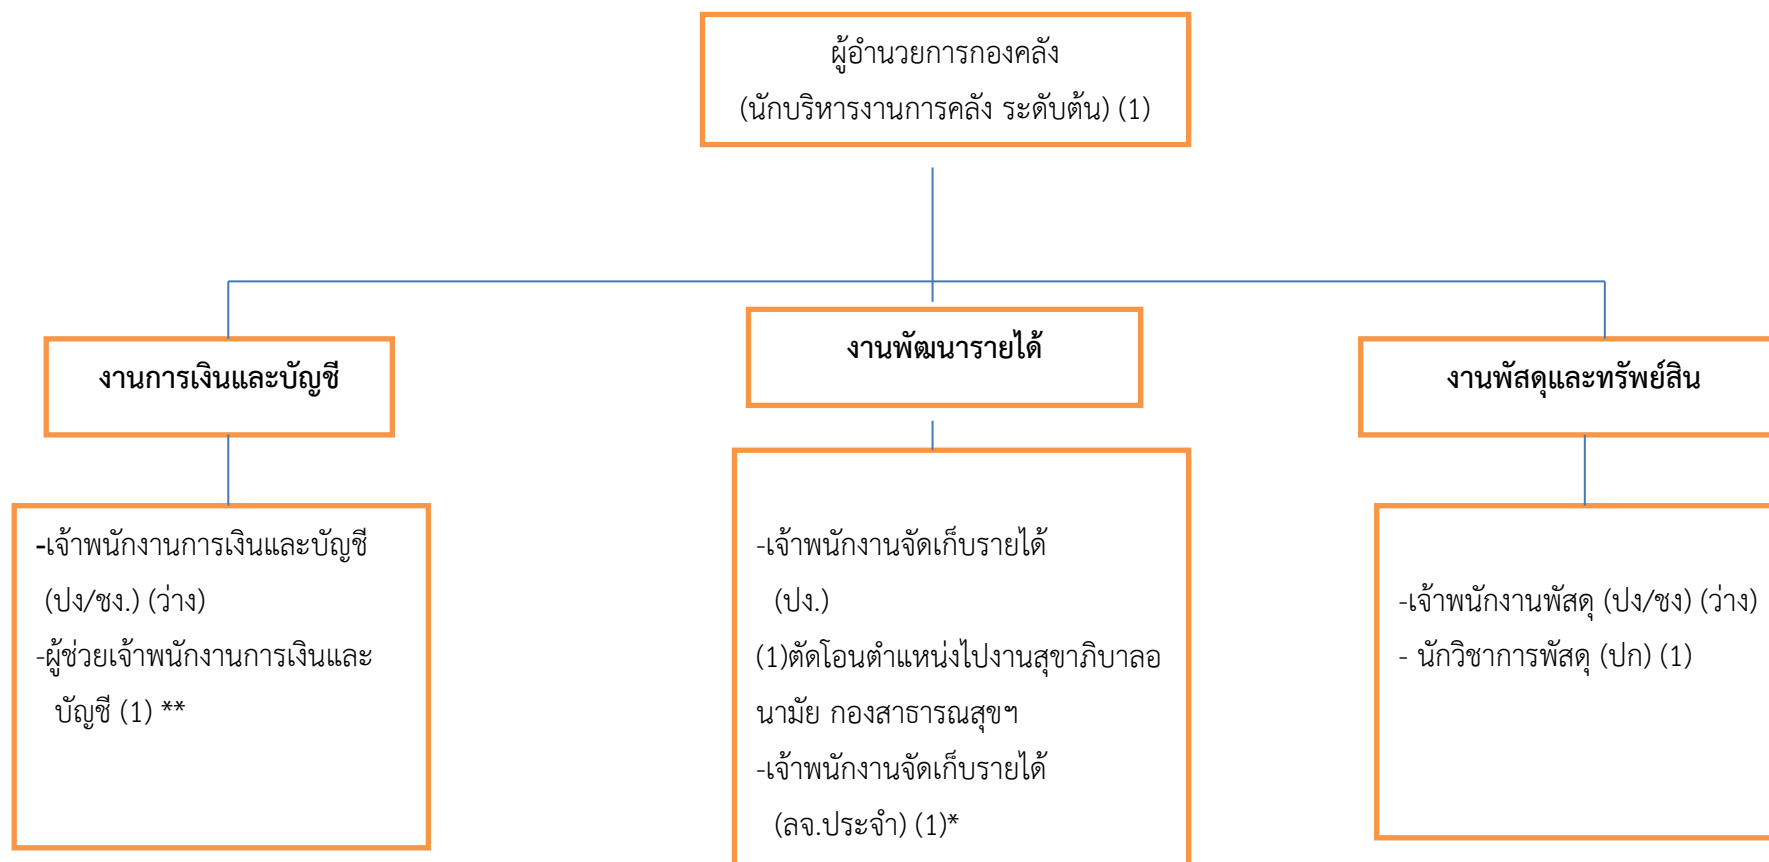 ผู้อำนวยการกองคลัง
(นักบริหารงานการคลัง ระดับต้น) (1)
งานการเงินและบัญชี
งานพัฒนารายได้
งานพัสดุและทรัพย์สิน
-เจ้าพนักงานการเงินและบัญชี
(ปง/ชง.) (ว่าง)
-ผู้ช่วยเจ้าพนักงานการเงินและ
บัญชี (1) **
-เจ้าพนักงานจัดเก็บรายได้
(ปง.)
(1)ตัดโอนตำแหน่งไปงานสุขาภิบาลอ
นามัย กองสาธารณสุขฯ
-เจ้าพนักงานจัดเก็บรายได้
(ลจ.ประจำ) (1)*
-เจ้าพนักงานพัสดุ (ปง/ชง) (ว่าง)
- นักวิชาการพัสดุ (ปก) (1)